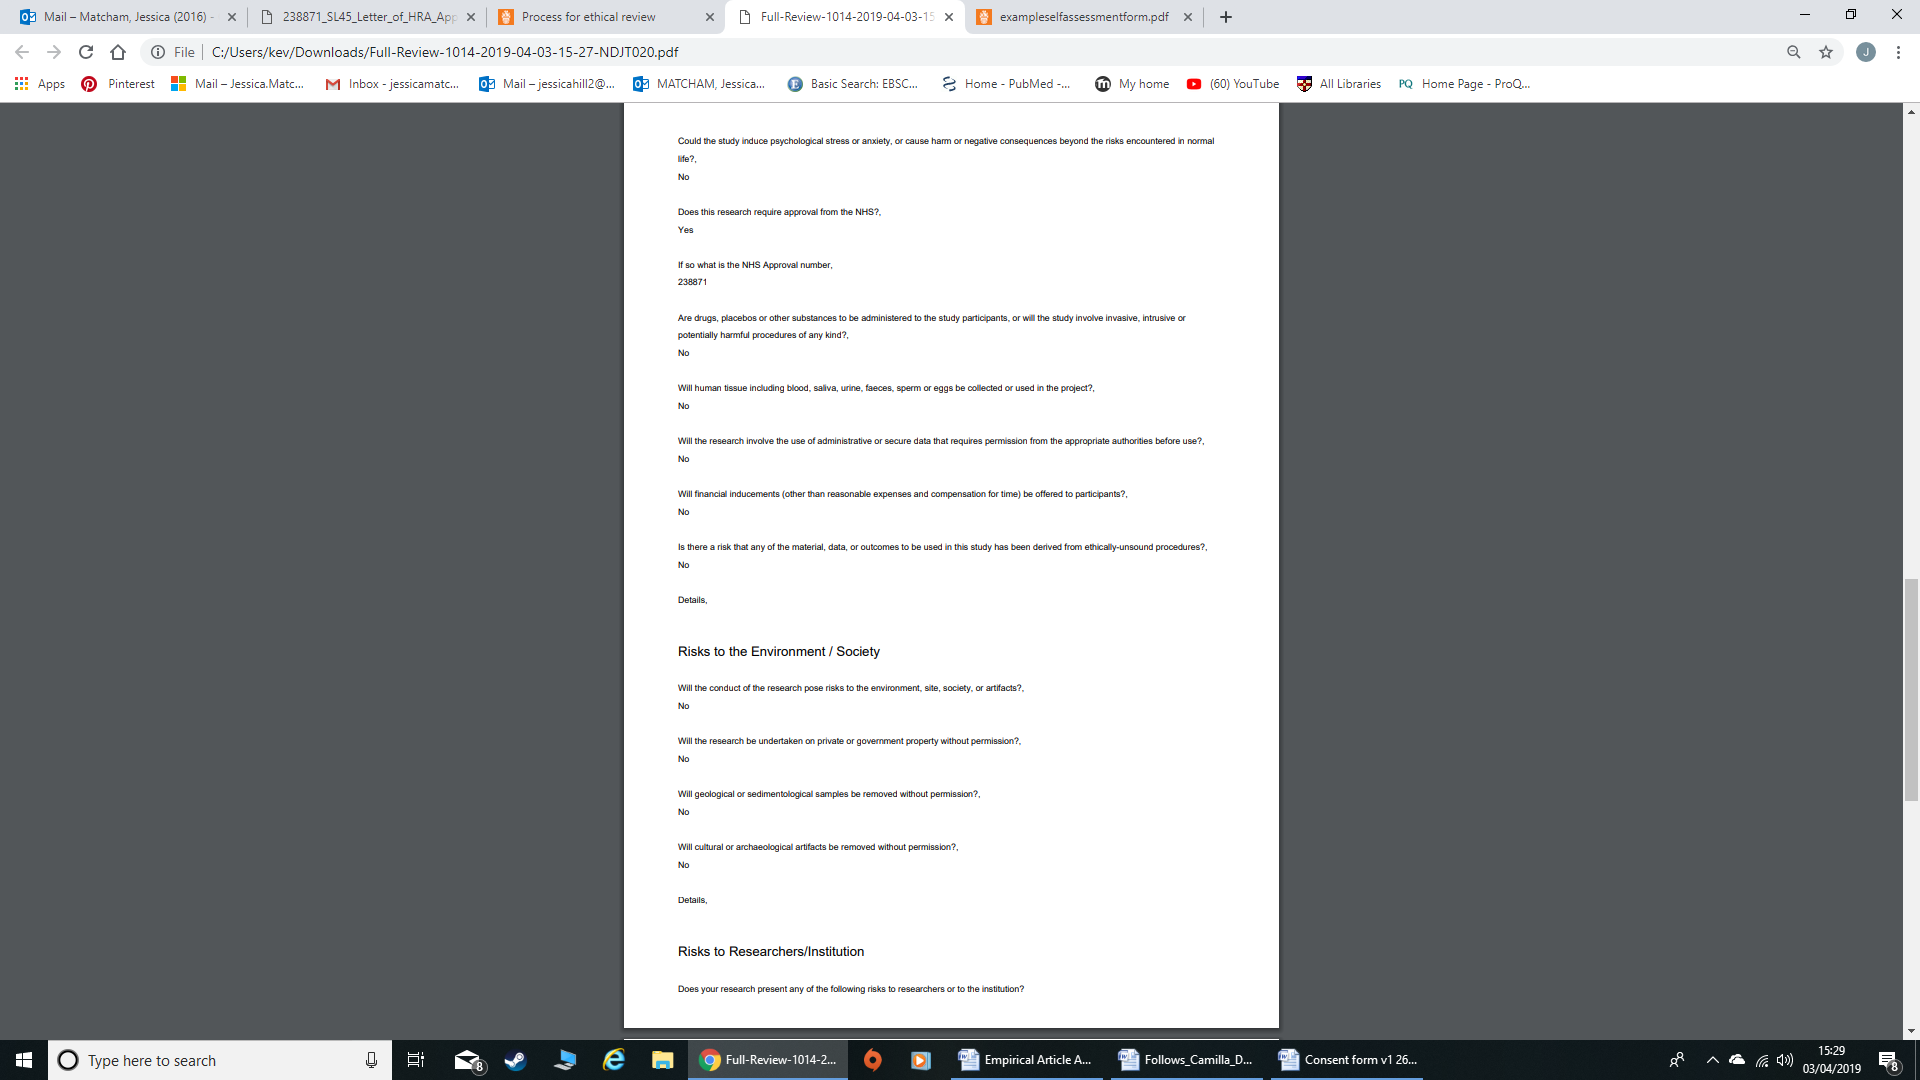 Mail – Matcham, Jessica (2016) -
238871_SL45_Letter_of_HRA_App
Process for ethical review
Full-Review-1014-2019-04-03-15
exampleselfassessmentform.pdf
File
C:/Users/kev/Downloads/Full-Review-1014-2019-04-03-15-27-NDJT020.pdf
J
Apps
Pinterest
Mail – Jessica.Matc...
Inbox - jessicamatc...
Mail – jessicahill2@...
MATCHAM, Jessica...
Basic Search: EBSC...
Home - PubMed -...
My home
(60) YouTube
All Libraries
PQ Home Page - ProQ...
Could the study induce psychological stress or anxiety, or cause harm or negative consequences beyond the risks encountered in normal
life?,
No
Does this research require approval from the NHS?,
Yes
If so what is the NHS Approval number,
238871
Are drugs, placebos or other substances to be administered to the study participants, or will the study involve invasive, intrusive or
potentially harmful procedures of any kind?,
No
Will human tissue including blood, saliva, urine, faeces, sperm or eggs be collected or used in the project?,
No
Will the research involve the use of administrative or secure data that requires permission from the appropriate authorities before use?,
No
Will financial inducements (other than reasonable expenses and compensation for time) be offered to participants?,
No
Is there a risk that any of the material, data, or outcomes to be used in this study has been derived from ethically-unsound procedures?,
No
Details,
Risks to the Environment / Society
Will the conduct of the research pose risks to the environment, site, society, or artifacts?,
No
Will the research be undertaken on private or government property without permission?,
No
Will geological or sedimentological samples be removed without permission?,
No
Will cultural or archaeological artifacts be removed without permission?,
No
Details,
Risks to Researchers/Institution
Does your research present any of the following risks to researchers or to the institution?
Type here to search
8
Full-Review-1014-2...
Empirical Article A...
Follows_Camilla_D...
Consent form v1 26...
15:29
03/04/2019
8